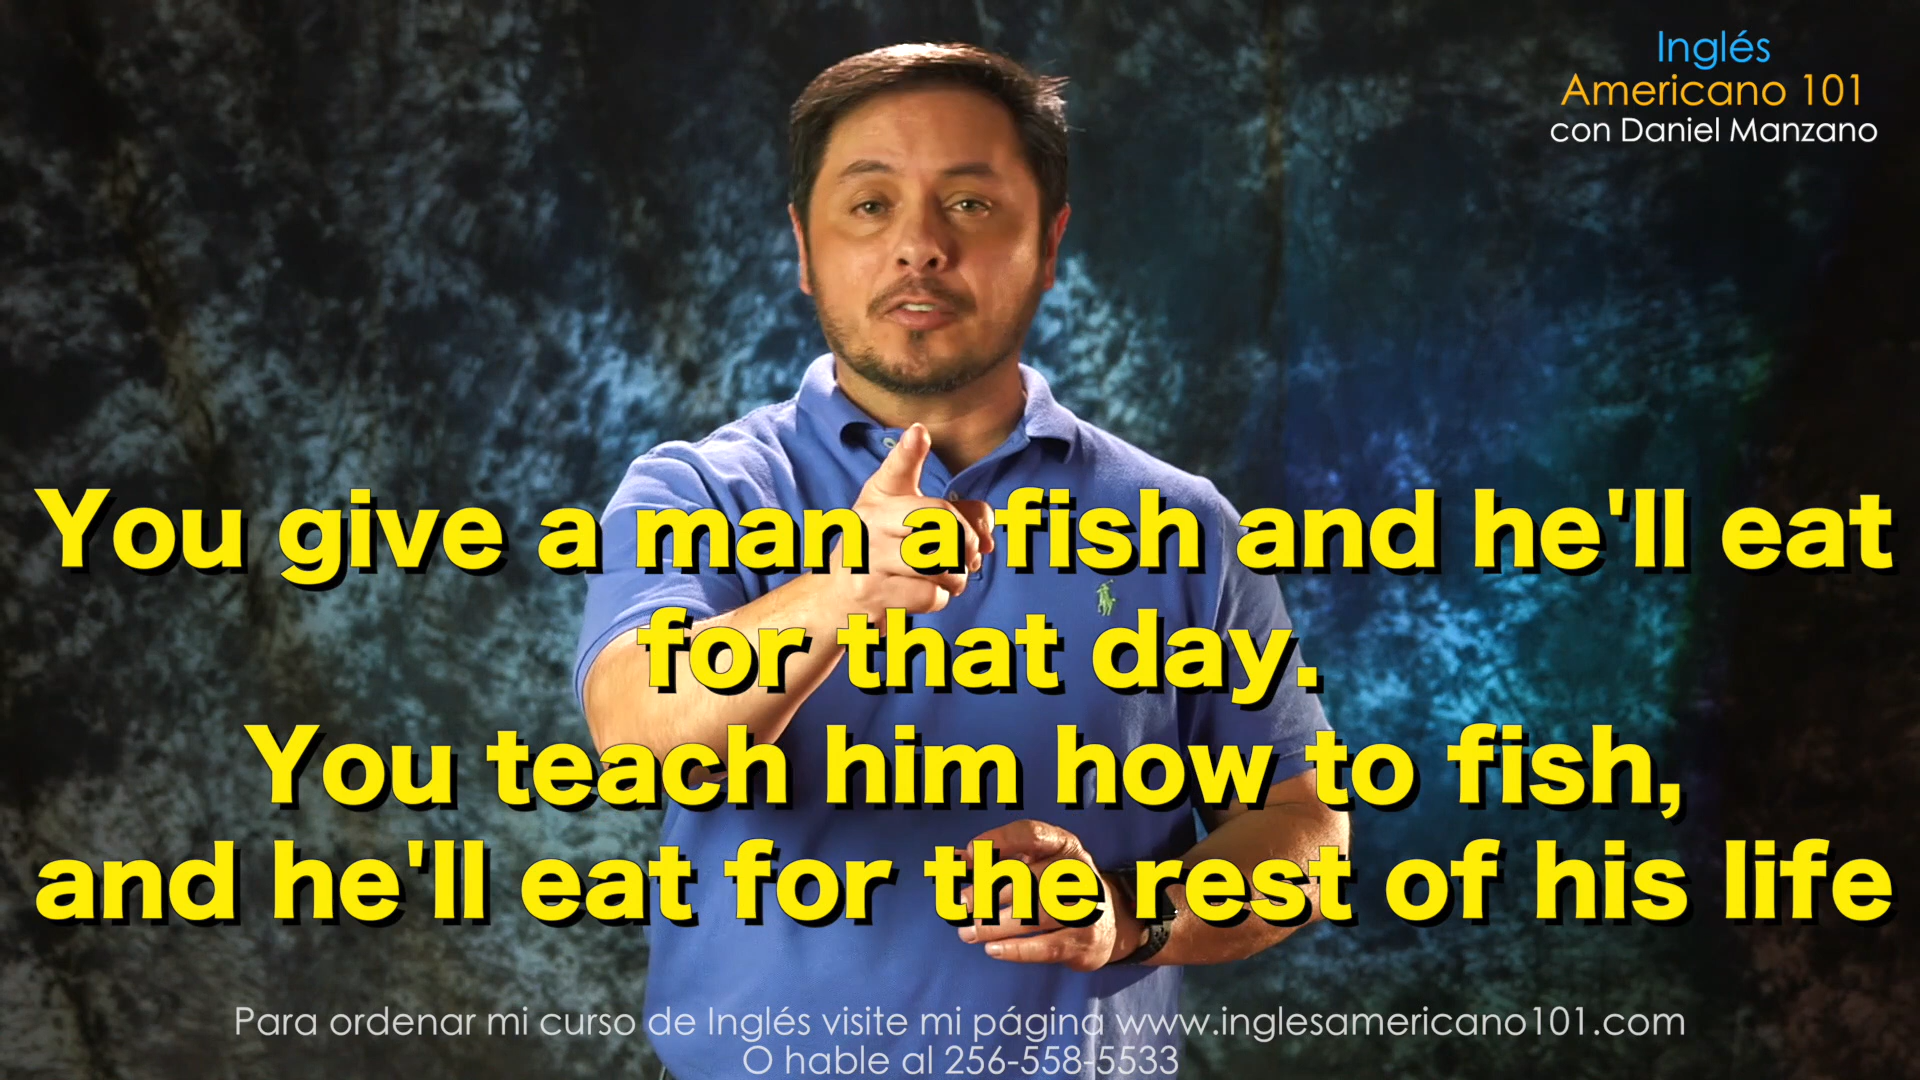 Inglés
Americano 101
con Daniel Manzano
You give a man a fish and he'll eat
for that day.
You teach him how to fish,
and he'll eat for the rest of his life
Para ordenar mi curso de Inglés visite mi página www.inglesamericano101.com
O hable al 256-558-5533